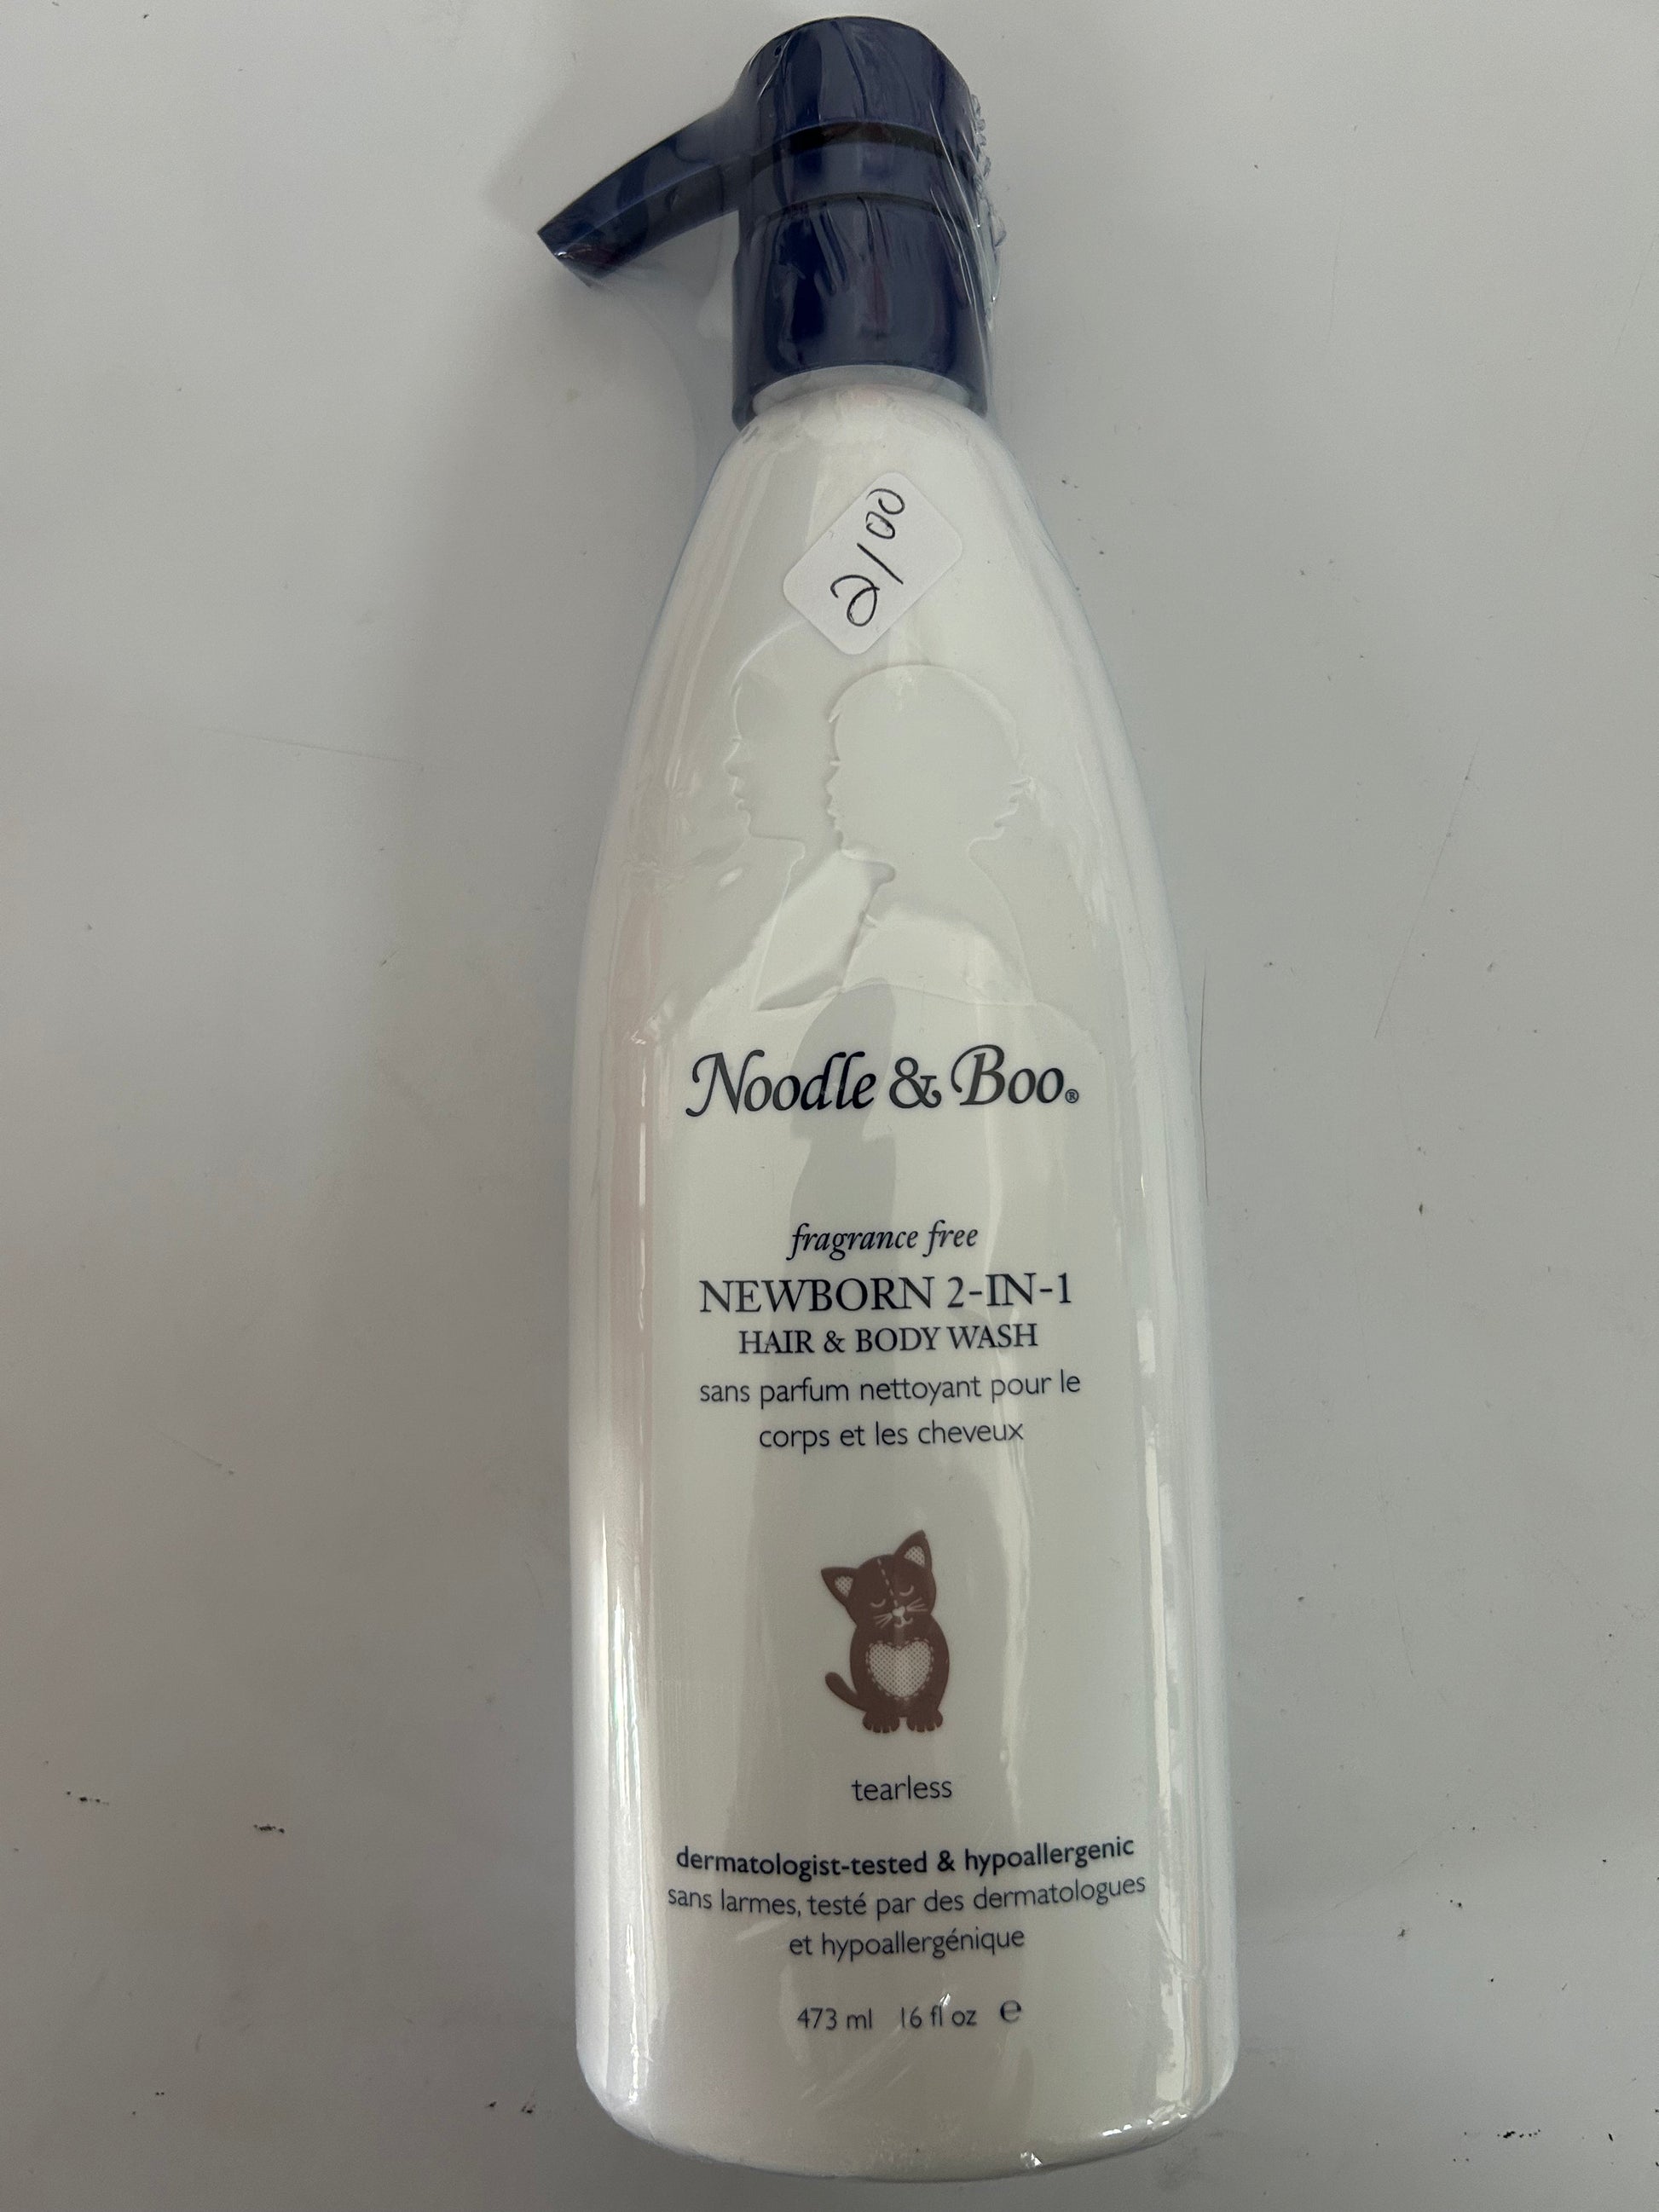 2/00
Noodle & Boo®
fragrance free
NEWBORN 2-IN-1
HAIR & BODY WASH
sans parfum nettoyant pour le
corps et les cheveux
tearless
dermatologist-tested & hypoallergenic
sans larmes, testé par des dermatologues
et hypoallergénique
473 ml 16 fl oz ℮